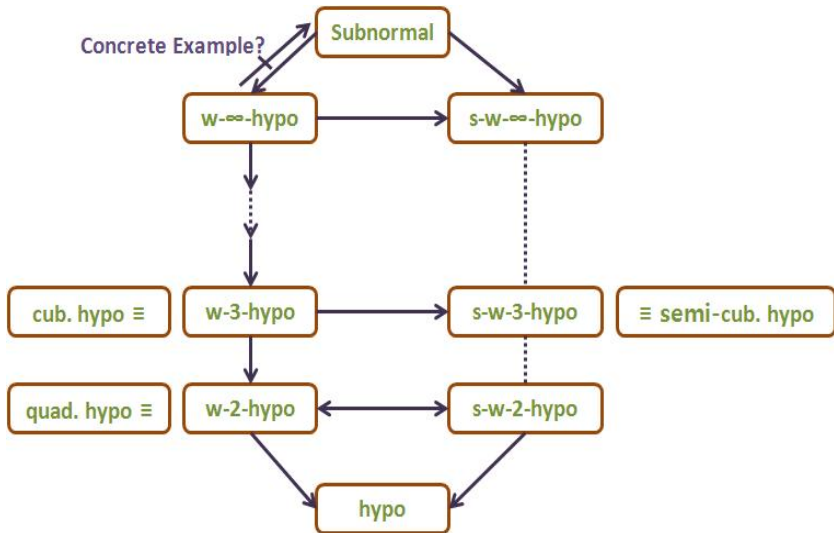 Subnormal
Concrete Example?
w-∞-hypo
s-w-∞-hypo
cub. hypo ≡
w-3-hypo
s-w-3-hypo
≡ semi-cub. hypo
quad. hypo ≡
w-2-hypo
s-w-2-hypo
hypo